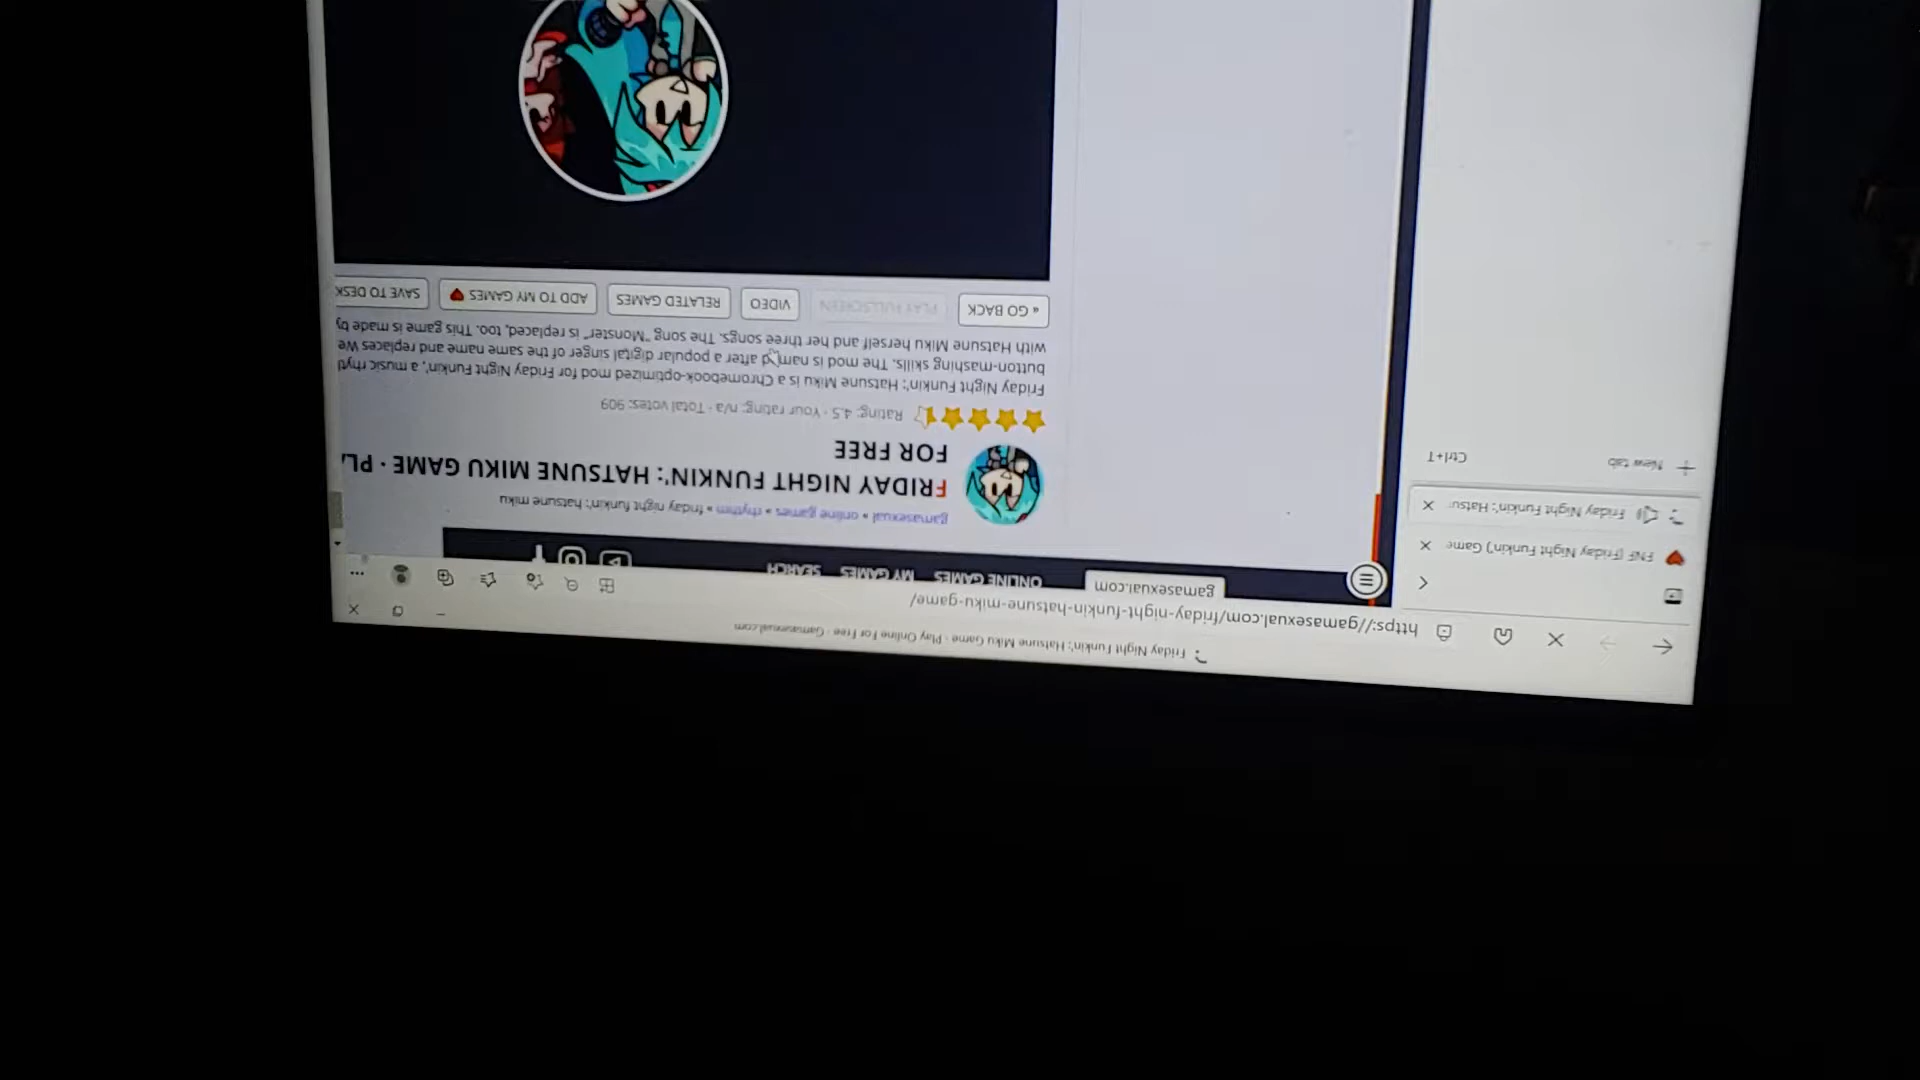 Friday Night Funkin': Hatsune Miku Game · Play Online For Free · Gamasexual.com
https://gamasexual.com/friday-night-funkin-hatsune-miku-game/
FNF (Friday Night Funkin') Game
Friday Night Funkin': Hatsu
New tab
Ctrl+T
gamasexual.com
ONLINE GAMES
MY GAMES
SEARCH
gamasexual » online games » rhythm » friday night funkin': hatsune miku
FRIDAY NIGHT FUNKIN': HATSUNE MIKU GAME · PL
FOR FREE
Rating: 4.5 · Your rating: n/a · Total votes: 909
Friday Night Funkin': Hatsune Miku is a Chromebook-optimized mod for Friday Night Funkin', a music
button-mashing skills. The mod is named after a popular digital singer of the same name and replaces We
with Hatsune Miku herself and her three songs. The song "Monster" is replaced, too. This game is made by
« GO BACK
PLAY FULLSCREEN
VIDEO
RELATED GAMES
ADD TO MY GAMES
SAVE TO DESK